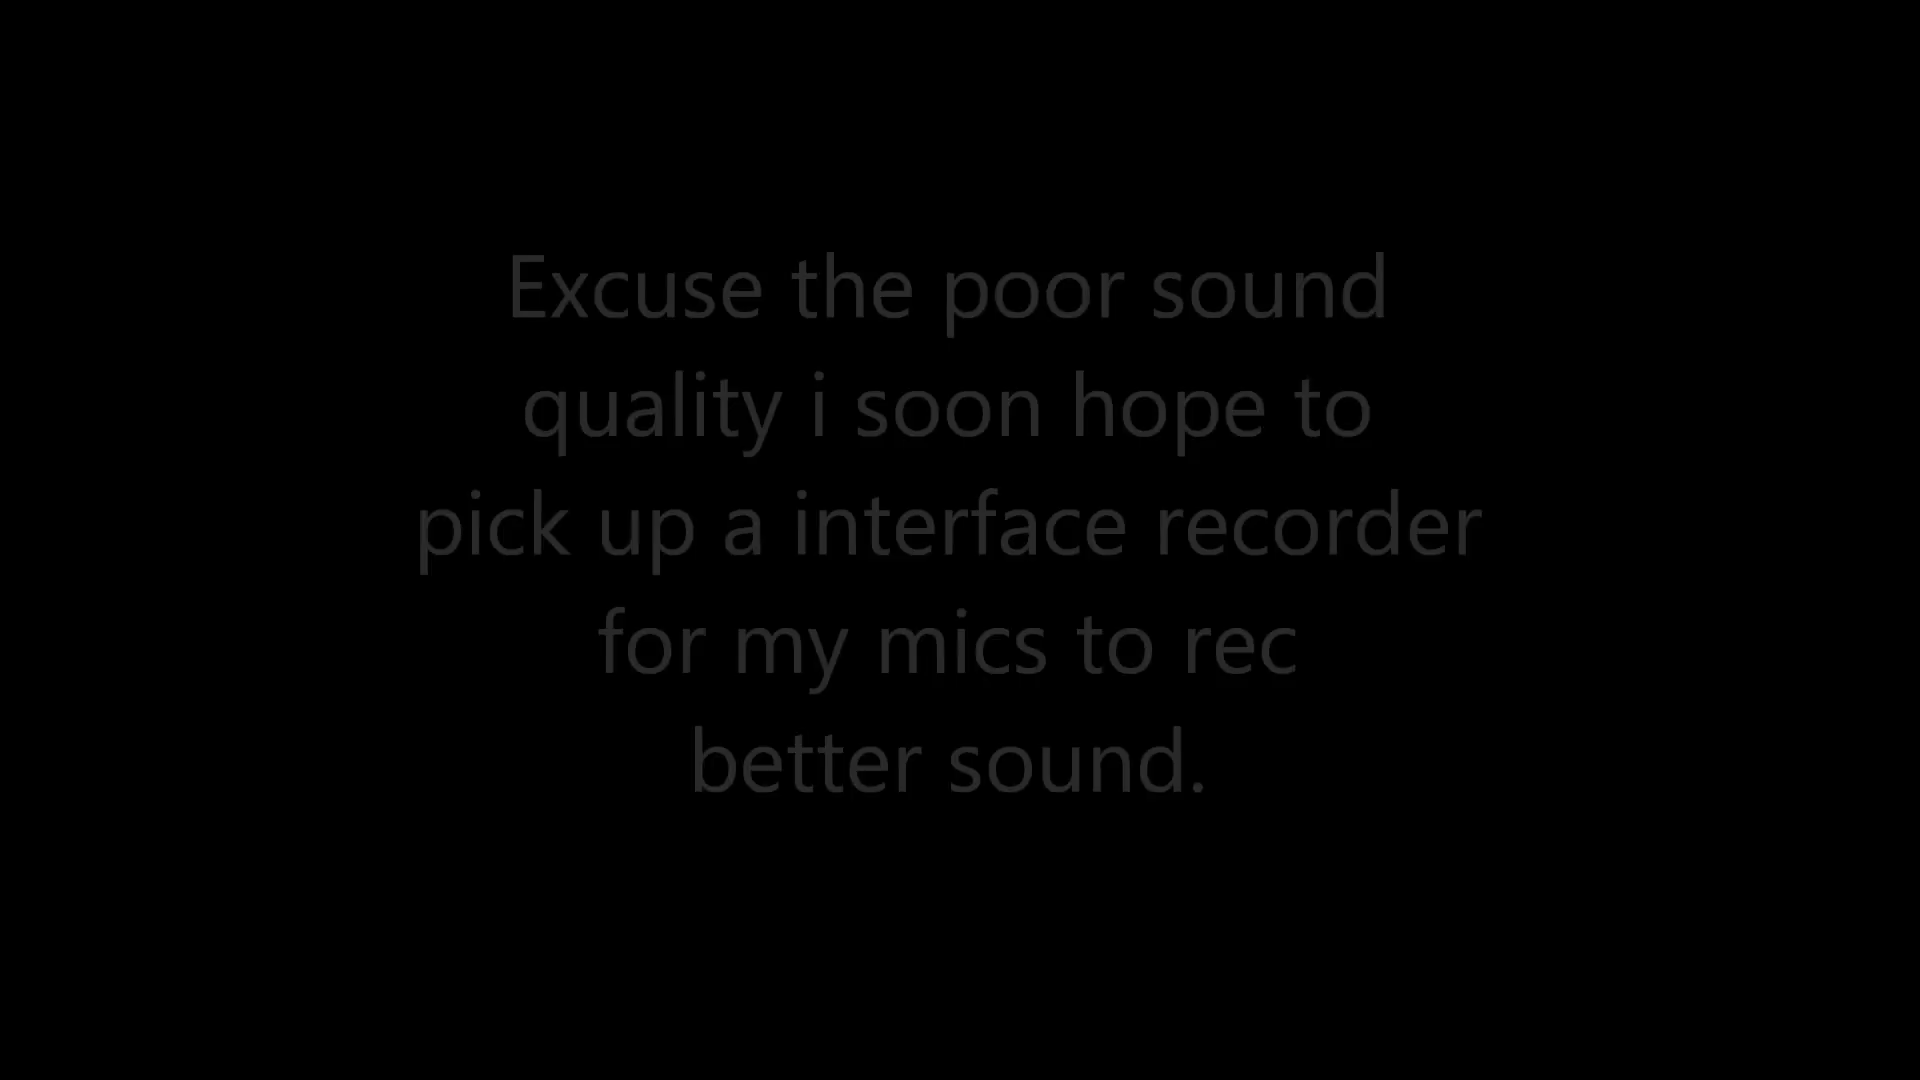 Excuse the poor sound
quality i soon hope to
pick up a interface recorder
for my mics to rec
better sound.